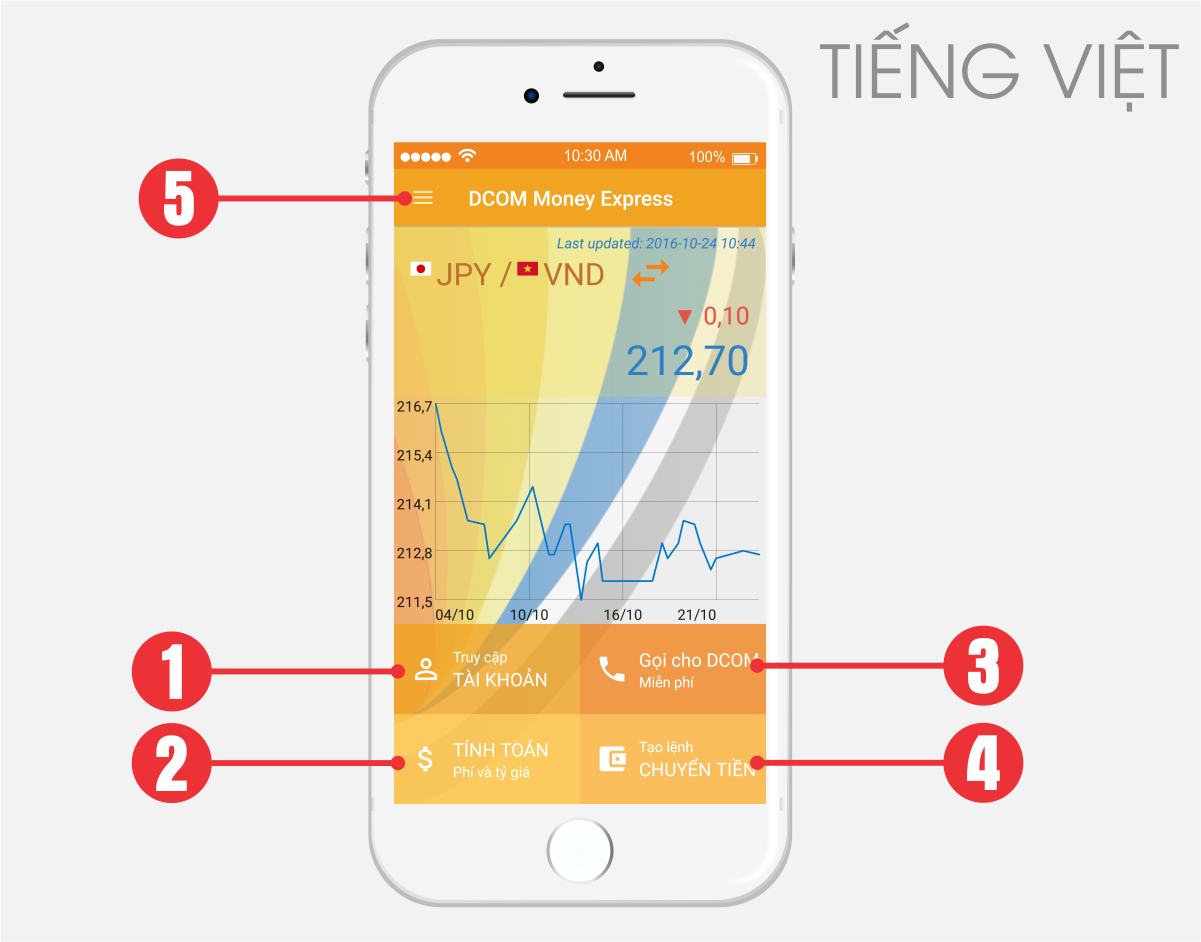 TIẾNG VIỆT
10:30 AM
100%
5
DCOM Money Express
Last updated: 2016-10-24 10:44
JPY / VND
▼ 0,10
212,70
216,7
215,4
214,1
212,8
211,5
04/10 10/10 16/10 21/10
1
Truy cập
TÀI KHOẢN
Gọi cho DCOM
Miễn phí
3
2
$
TÍNH TOÁN
Phí và tỷ giá
Tạo lệnh
CHUYỂN TIỀN
4